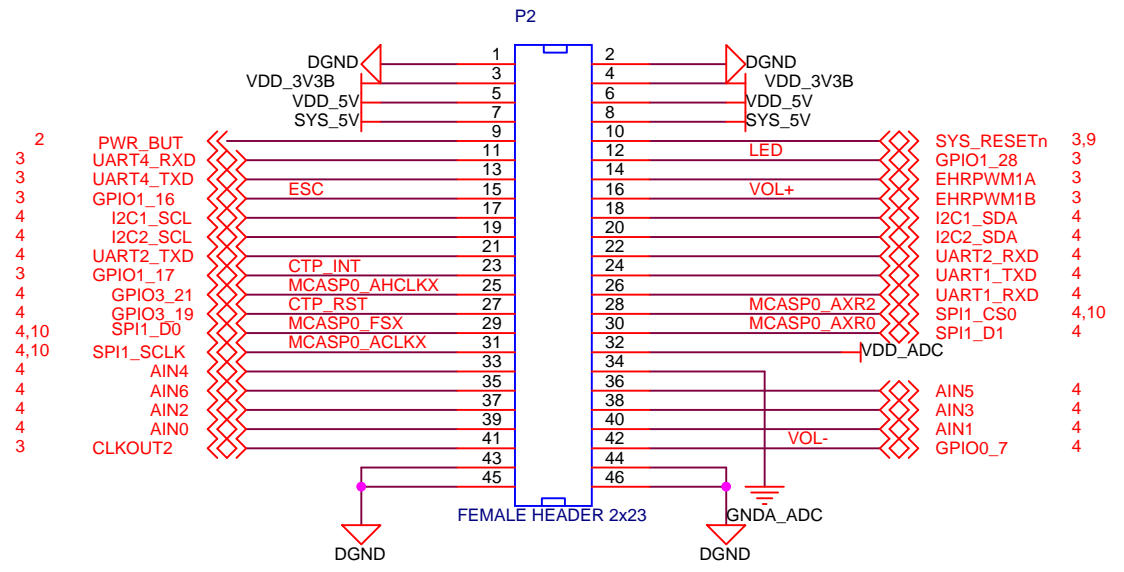 P2
1 2
DGND DGND
3 4
VDD_3V3B VDD_3V3B
5 6
VDD_5V VDD_5V
7 8
SYS_5V SYS_5V
2 PWR_BUT 9 10 SYS_RESETn 3,9
3 UART4_RXD 11 12 LED GPIO1_28 3
3 UART4_TXD 13 14 EHRPWM1A 3
3 GPIO1_16 ESC 15 16 VOL+ EHRPWM1B 3
4 I2C1_SCL 17 18 I2C1_SDA 4
4 I2C2_SCL 19 20 I2C2_SDA 4
4 UART2_TXD 21 22 UART2_RXD 4
3 GPIO1_17 CTP_INT 23 24 UART1_TXD 4
4 GPIO3_21 MCASP0_AHCLKX 25 26 UART1_RXD 4
4 GPIO3_19 CTP_RST 27 28 MCASP0_AXR2 SPI1_CS0 4,10
4,10 SPI1_D0 MCASP0_FSX 29 30 MCASP0_AXR0 SPI1_D1 4
4,10 SPI1_SCLK MCASP0_ACLKX 31 32 VDD_ADC
4 AIN4 33 34
4 AIN6 35 36 AIN5 4
4 AIN2 37 38 AIN3 4
4 AIN0 39 40 AIN1 4
3 CLKOUT2 41 42 VOL- GPIO0_7 4
43 44
45 46
FEMALE HEADER 2x23 GNDA_ADC
DGND DGND